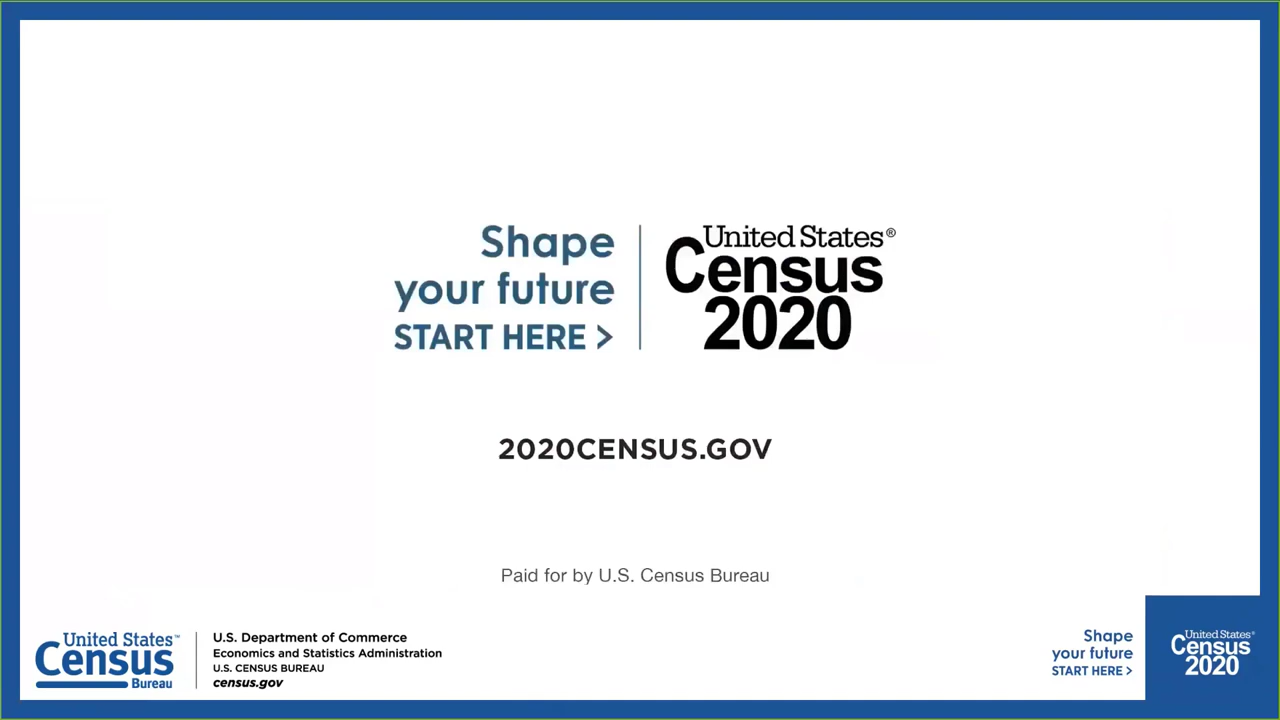 Shape
your future
START HERE >
United States®
Census
2020
2020CENSUS.GOV
Paid for by U.S. Census Bureau
United States™
Census
Bureau
U.S. Department of Commerce
Economics and Statistics Administration
U.S. CENSUS BUREAU
census.gov
Shape
your future
START HERE >
United States®
Census
2020